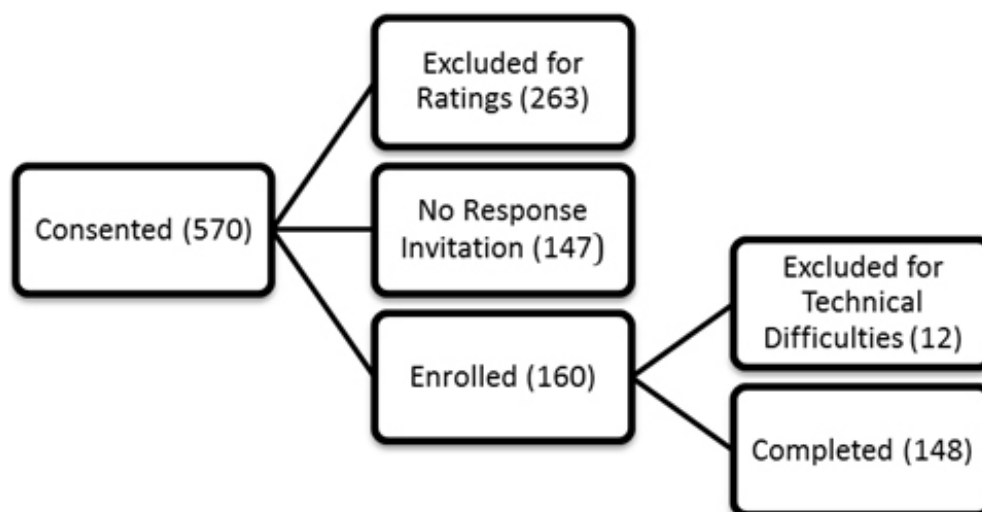 Excluded for
Ratings (263)
Consented (570)
No Response
Invitation (147)
Enrolled (160)
Excluded for
Technical
Difficulties (12)
Completed (148)